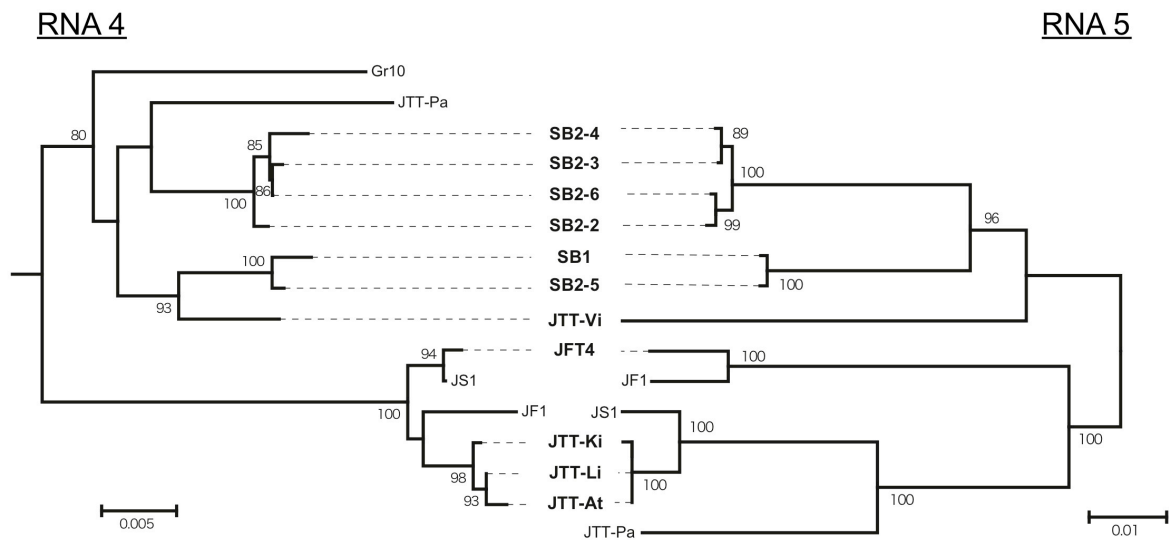 RNA 4 RNA 5
Gr10
JTT-Pa
80 SB2-4 89
85 SB2-3
86 SB2-6 100
100 SB2-2 99 96
100 SB1
SB2-5 100
93 JTT-Vi
94 JFT4 100
JS1 JF1
100 JF1 JS1 100 100
JTT-Ki
98 JTT-Li 100
93 JTT-At 100
JTT-Pa
0.005 0.01